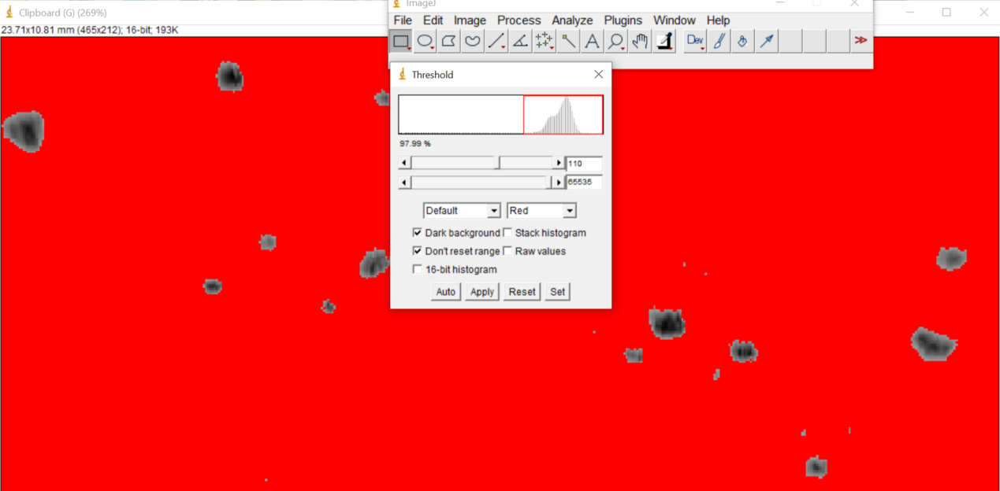 Clipboard (G) (269%)
ImageJ
23.71x10.81 mm (465x212); 16-bit; 193K
File Edit Image Process Analyze Plugins Window Help
Dev
Threshold
97.99 %
110
65535
Default Red
Dark background Stack histogram
Don't reset range Raw values
16-bit histogram
Auto Apply Reset Set